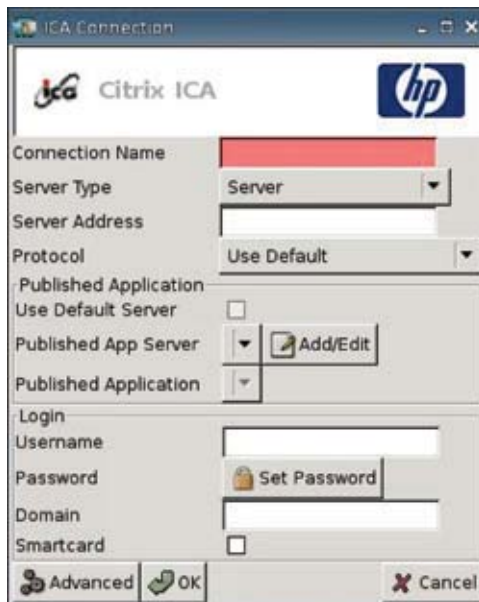 ICA Connection
ica Citrix ICA
hp
Connection Name
Server Type Server
Server Address
Protocol Use Default
Published Application
Use Default Server
Published App Server Add/Edit
Published Application
Login
Username
Password Set Password
Domain
Smartcard
Advanced OK Cancel